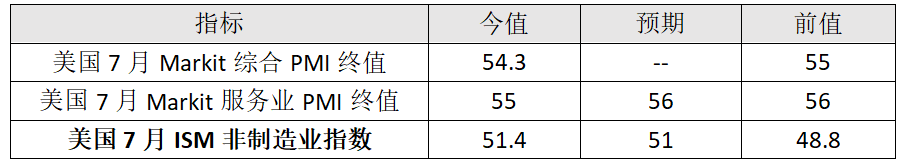 指标 今值 预期 前值
美国 7 月 Markit 综合 PMI 终值 54.3 -- 55
美国 7 月 Markit 服务业 PMI 终值 55 56 56
美国 7 月 ISM 非制造业指数 51.4 51 48.8